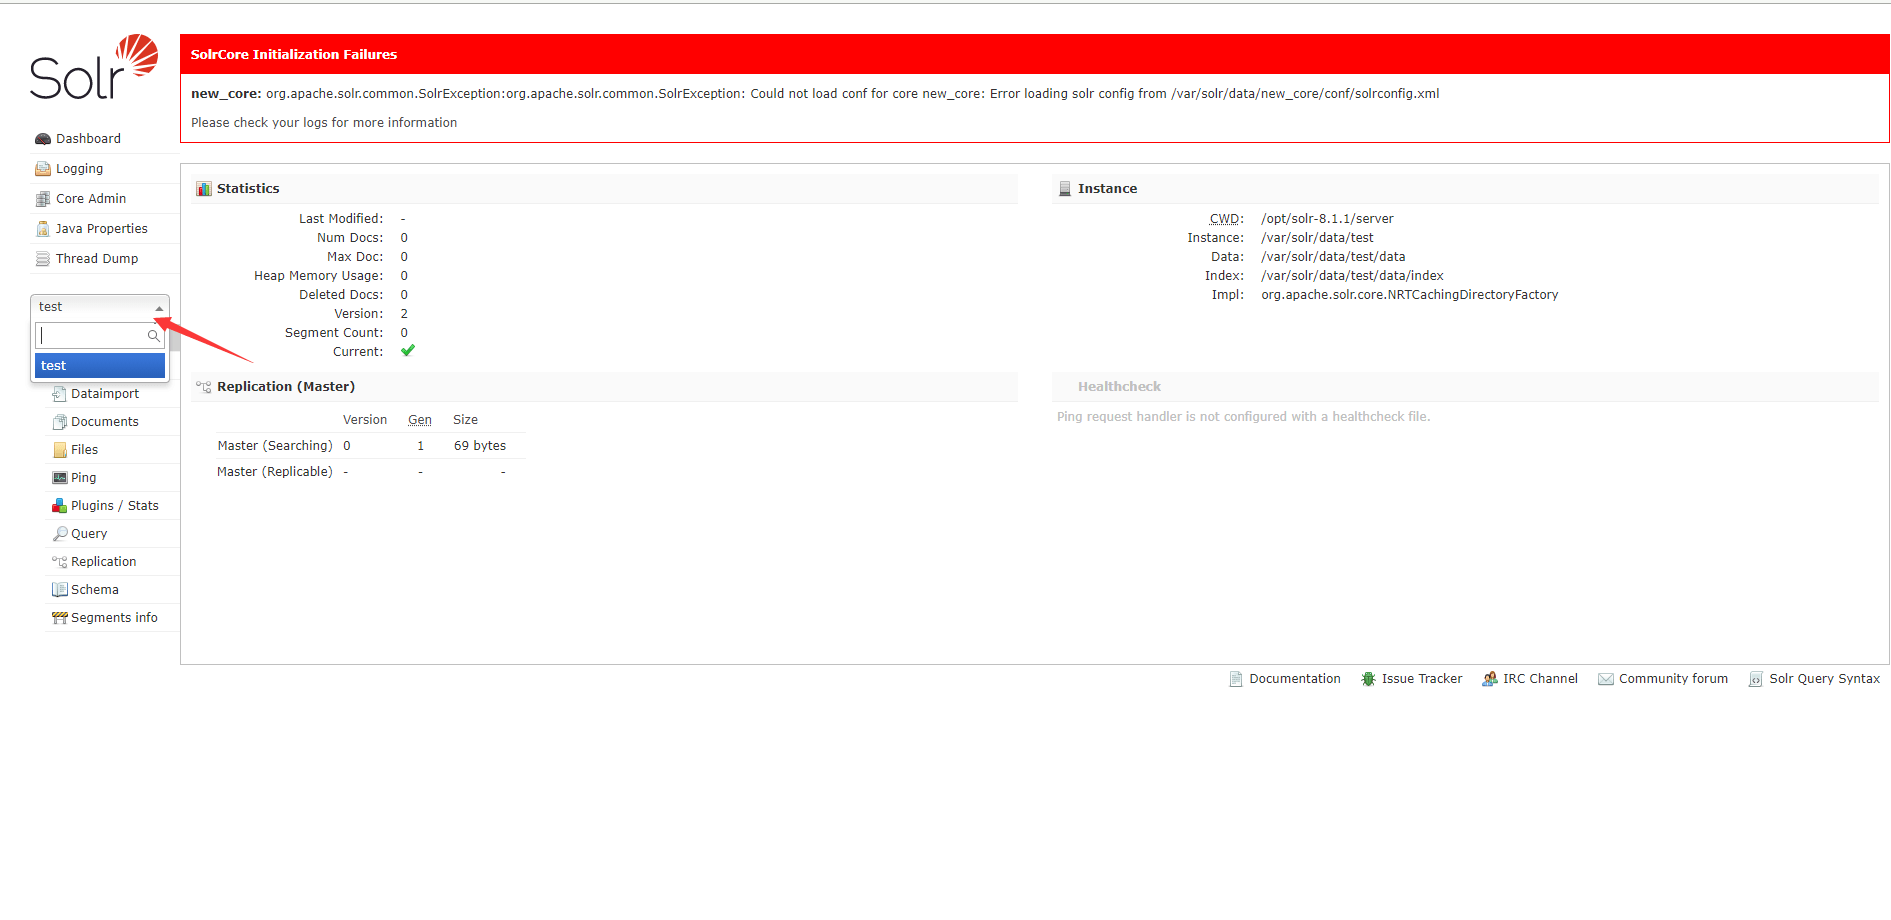 Solr
SolrCore Initialization Failures
new_core: org.apache.solr.common.SolrException:org.apache.solr.common.SolrException: Could not load conf for core new_core: Error loading solr config from /var/solr/data/new_core/conf/solrconfig.xml
Please check your logs for more information
Dashboard
Logging
Core Admin
Java Properties
Thread Dump
test
test
Dataimport
Documents
Files
Ping
Plugins / Stats
Query
Replication
Schema
Segments info
Statistics
Last Modified: -
Num Docs: 0
Max Doc: 0
Heap Memory Usage: 0
Deleted Docs: 0
Version: 2
Segment Count: 0
Current:
Instance
CWD: /opt/solr-8.1.1/server
Instance: /var/solr/data/test
Data: /var/solr/data/test/data
Index: /var/solr/data/test/data/index
Impl: org.apache.solr.core.NRTCachingDirectoryFactory
Replication (Master)
Version Gen Size
Master (Searching) 0 1 69 bytes
Master (Replicable) - - -
Healthcheck
Ping request handler is not configured with a healthcheck file.
Documentation Issue Tracker IRC Channel Community forum Solr Query Syntax